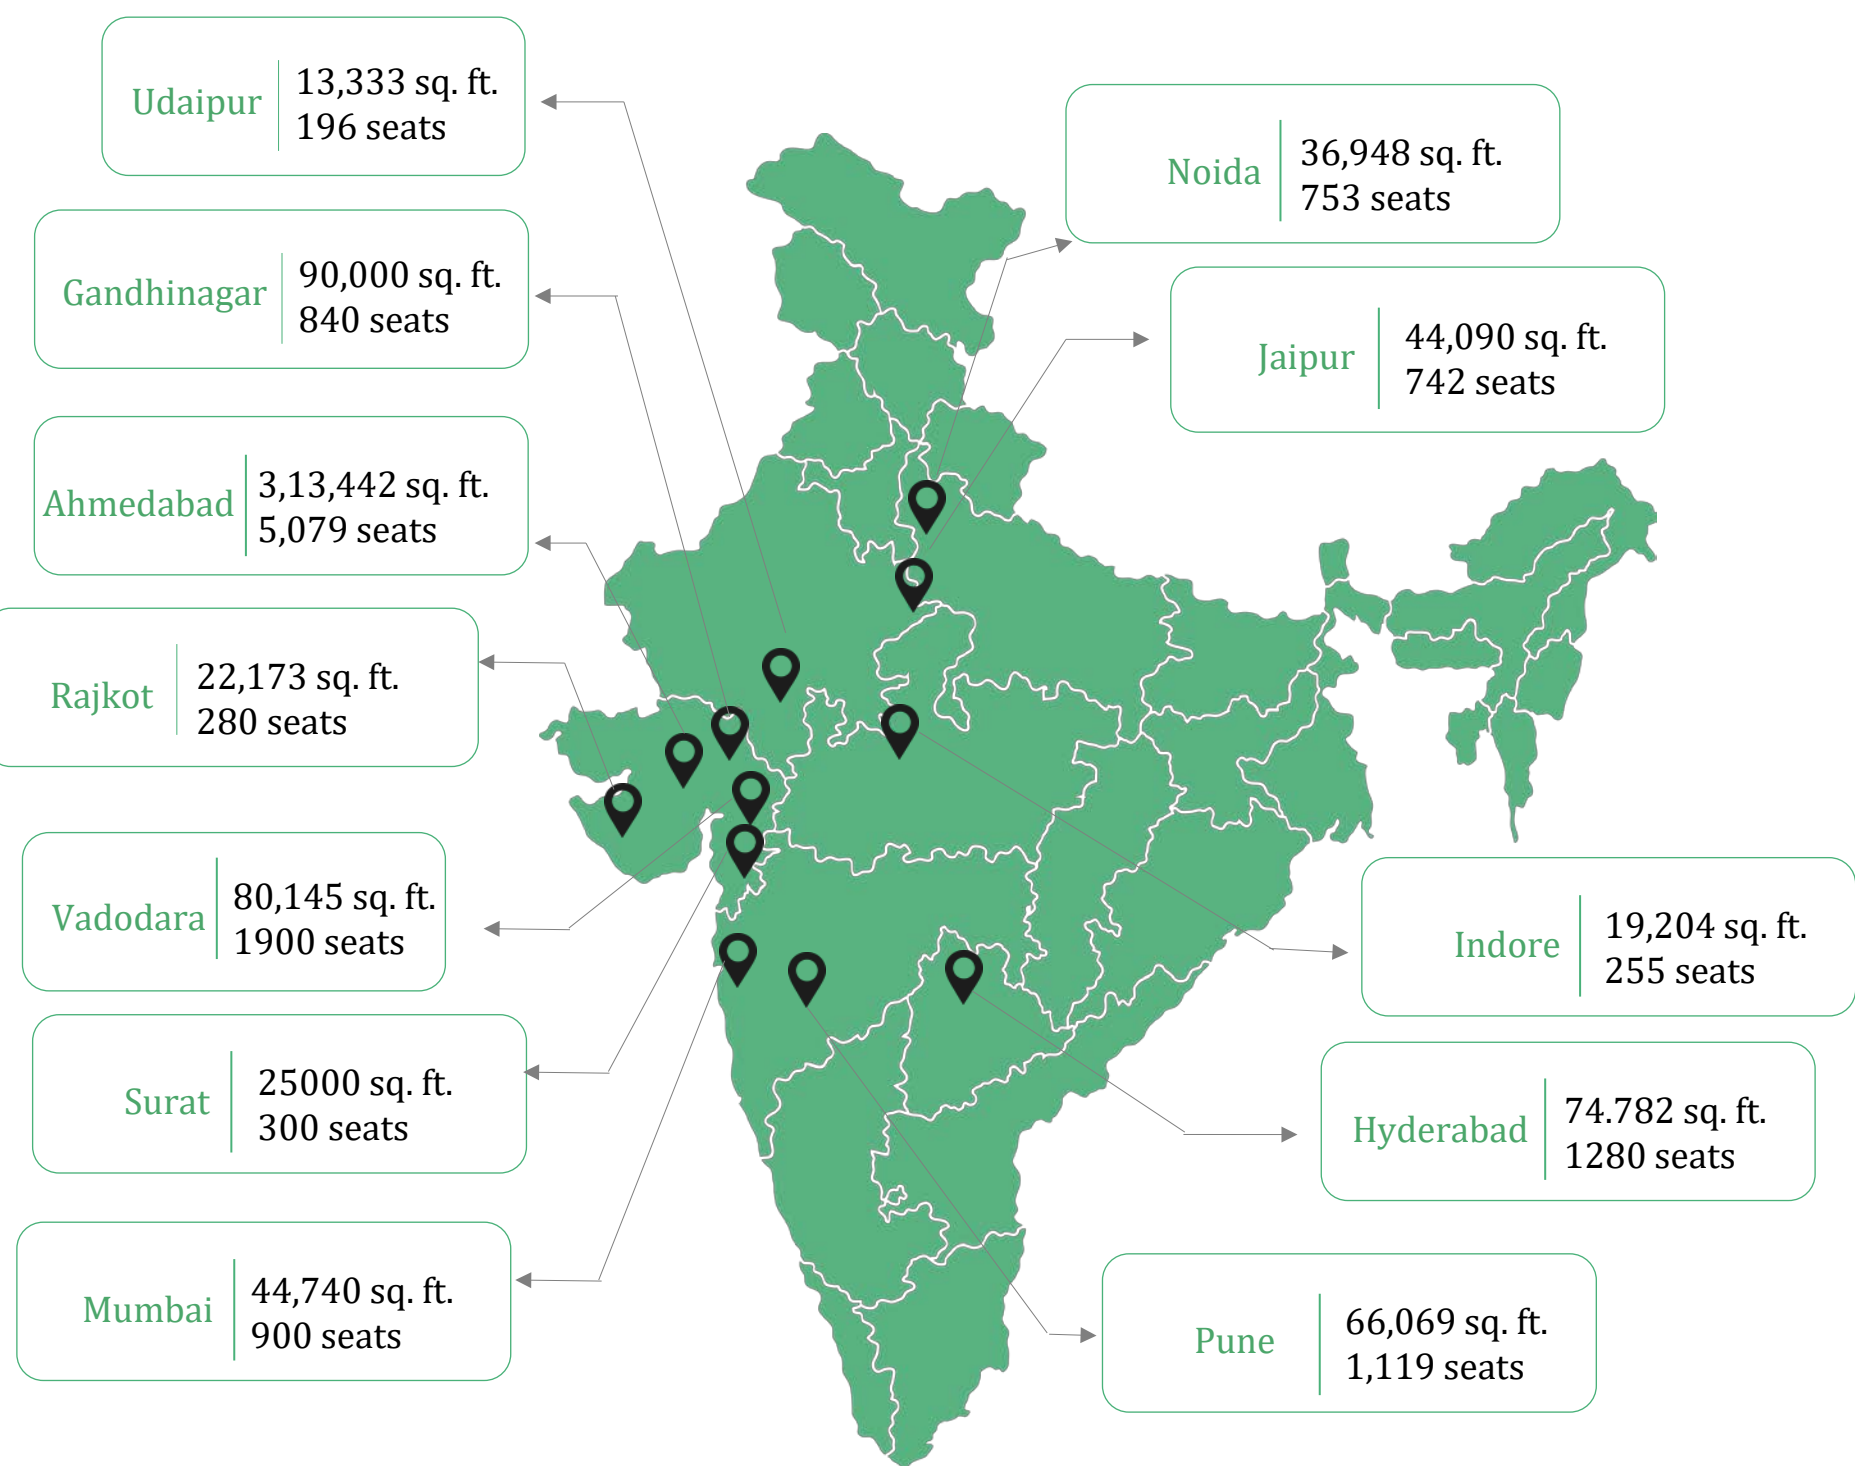 Udaipur
13,333 sq. ft.
196 seats
Gandhinagar
90,000 sq. ft.
840 seats
Ahmedabad
3,13,442 sq. ft.
5,079 seats
Rajkot
22,173 sq. ft.
280 seats
Vadodara
80,145 sq. ft.
1900 seats
Surat
25000 sq. ft.
300 seats
Mumbai
44,740 sq. ft.
900 seats
Noida
36,948 sq. ft.
753 seats
Jaipur
44,090 sq. ft.
742 seats
Indore
19,204 sq. ft.
255 seats
Hyderabad
74.782 sq. ft.
1280 seats
Pune
66,069 sq. ft.
1,119 seats